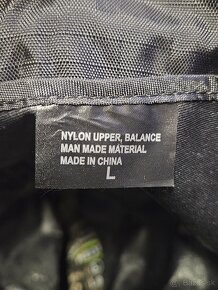 NYLON UPPER, BALANCE
MAN MADE MATERIAL
MADE IN CHINA
L